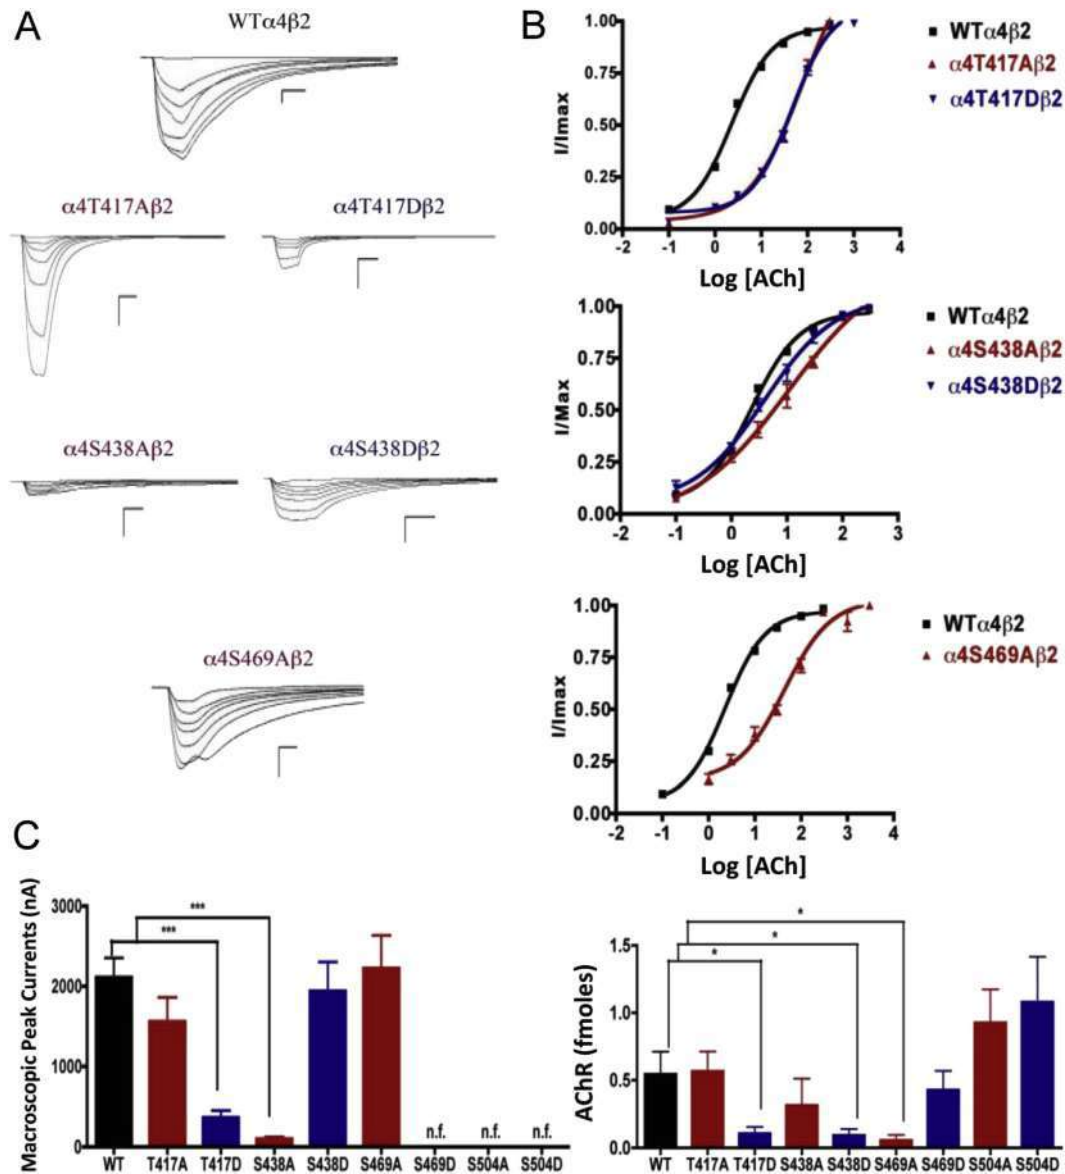 A
WTα4β2
α4T417Aβ2
α4T417Dβ2
α4S438Aβ2
α4S438Dβ2
α4S469Aβ2
B
I/Imax
1.00
0.75
0.50
0.25
0.00
-2
-1
0
1
2
3
4
Log [ACh]
WTα4β2
α4T417Aβ2
α4T417Dβ2
I/Max
1.00
0.75
0.50
0.25
0.00
-2
-1
0
1
2
3
Log [ACh]
WTα4β2
α4S438Aβ2
α4S438Dβ2
I/Imax
1.00
0.75
0.50
0.25
0.00
-2
-1
0
1
2
3
4
Log [ACh]
WTα4β2
α4S469Aβ2
C
Macroscopic Peak Currents (nA)
3000
2000
1000
0
***
***
n.f.
n.f.
n.f.
WT T417A T417D S438A S438D S469A S469D S504A S504D
AChR (fmoles)
1.5
1.0
0.5
0.0
*
*
*
WT T417A T417D S438A S438D S469A S469D S504A S504D